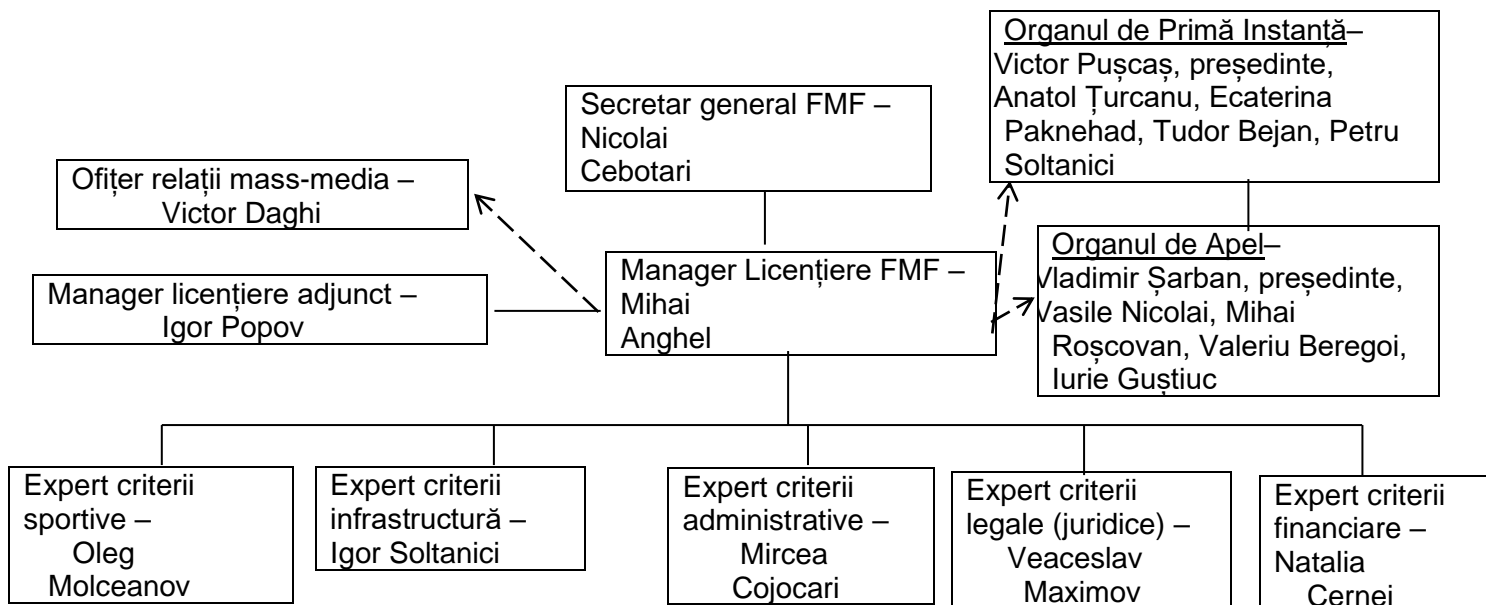 Organul de Primă Instanță–
Victor Pușcaș, președinte,
Anatol Țurcanu, Ecaterina
Paknehad, Tudor Bejan, Petru
Soltanici
Secretar general FMF –
Nicolai
Cebotari
Ofițer relații mass-media –
Victor Daghi
Organul de Apel–
Vladimir Șarban, președinte,
Vasile Nicolai, Mihai
Roșcovan, Valeriu Beregoi,
Iurie Guștiuc
Manager Licențiere FMF –
Mihai
Anghel
Manager licențiere adjunct –
Igor Popov
Expert criterii
sportive –
Oleg
Molceanov
Expert criterii
infrastructură –
Igor Soltanici
Expert criterii
administrative –
Mircea
Cojocari
Expert criterii
legale (juridice) –
Veaceslav
Maximov
Expert criterii
financiare –
Natalia
Cernei